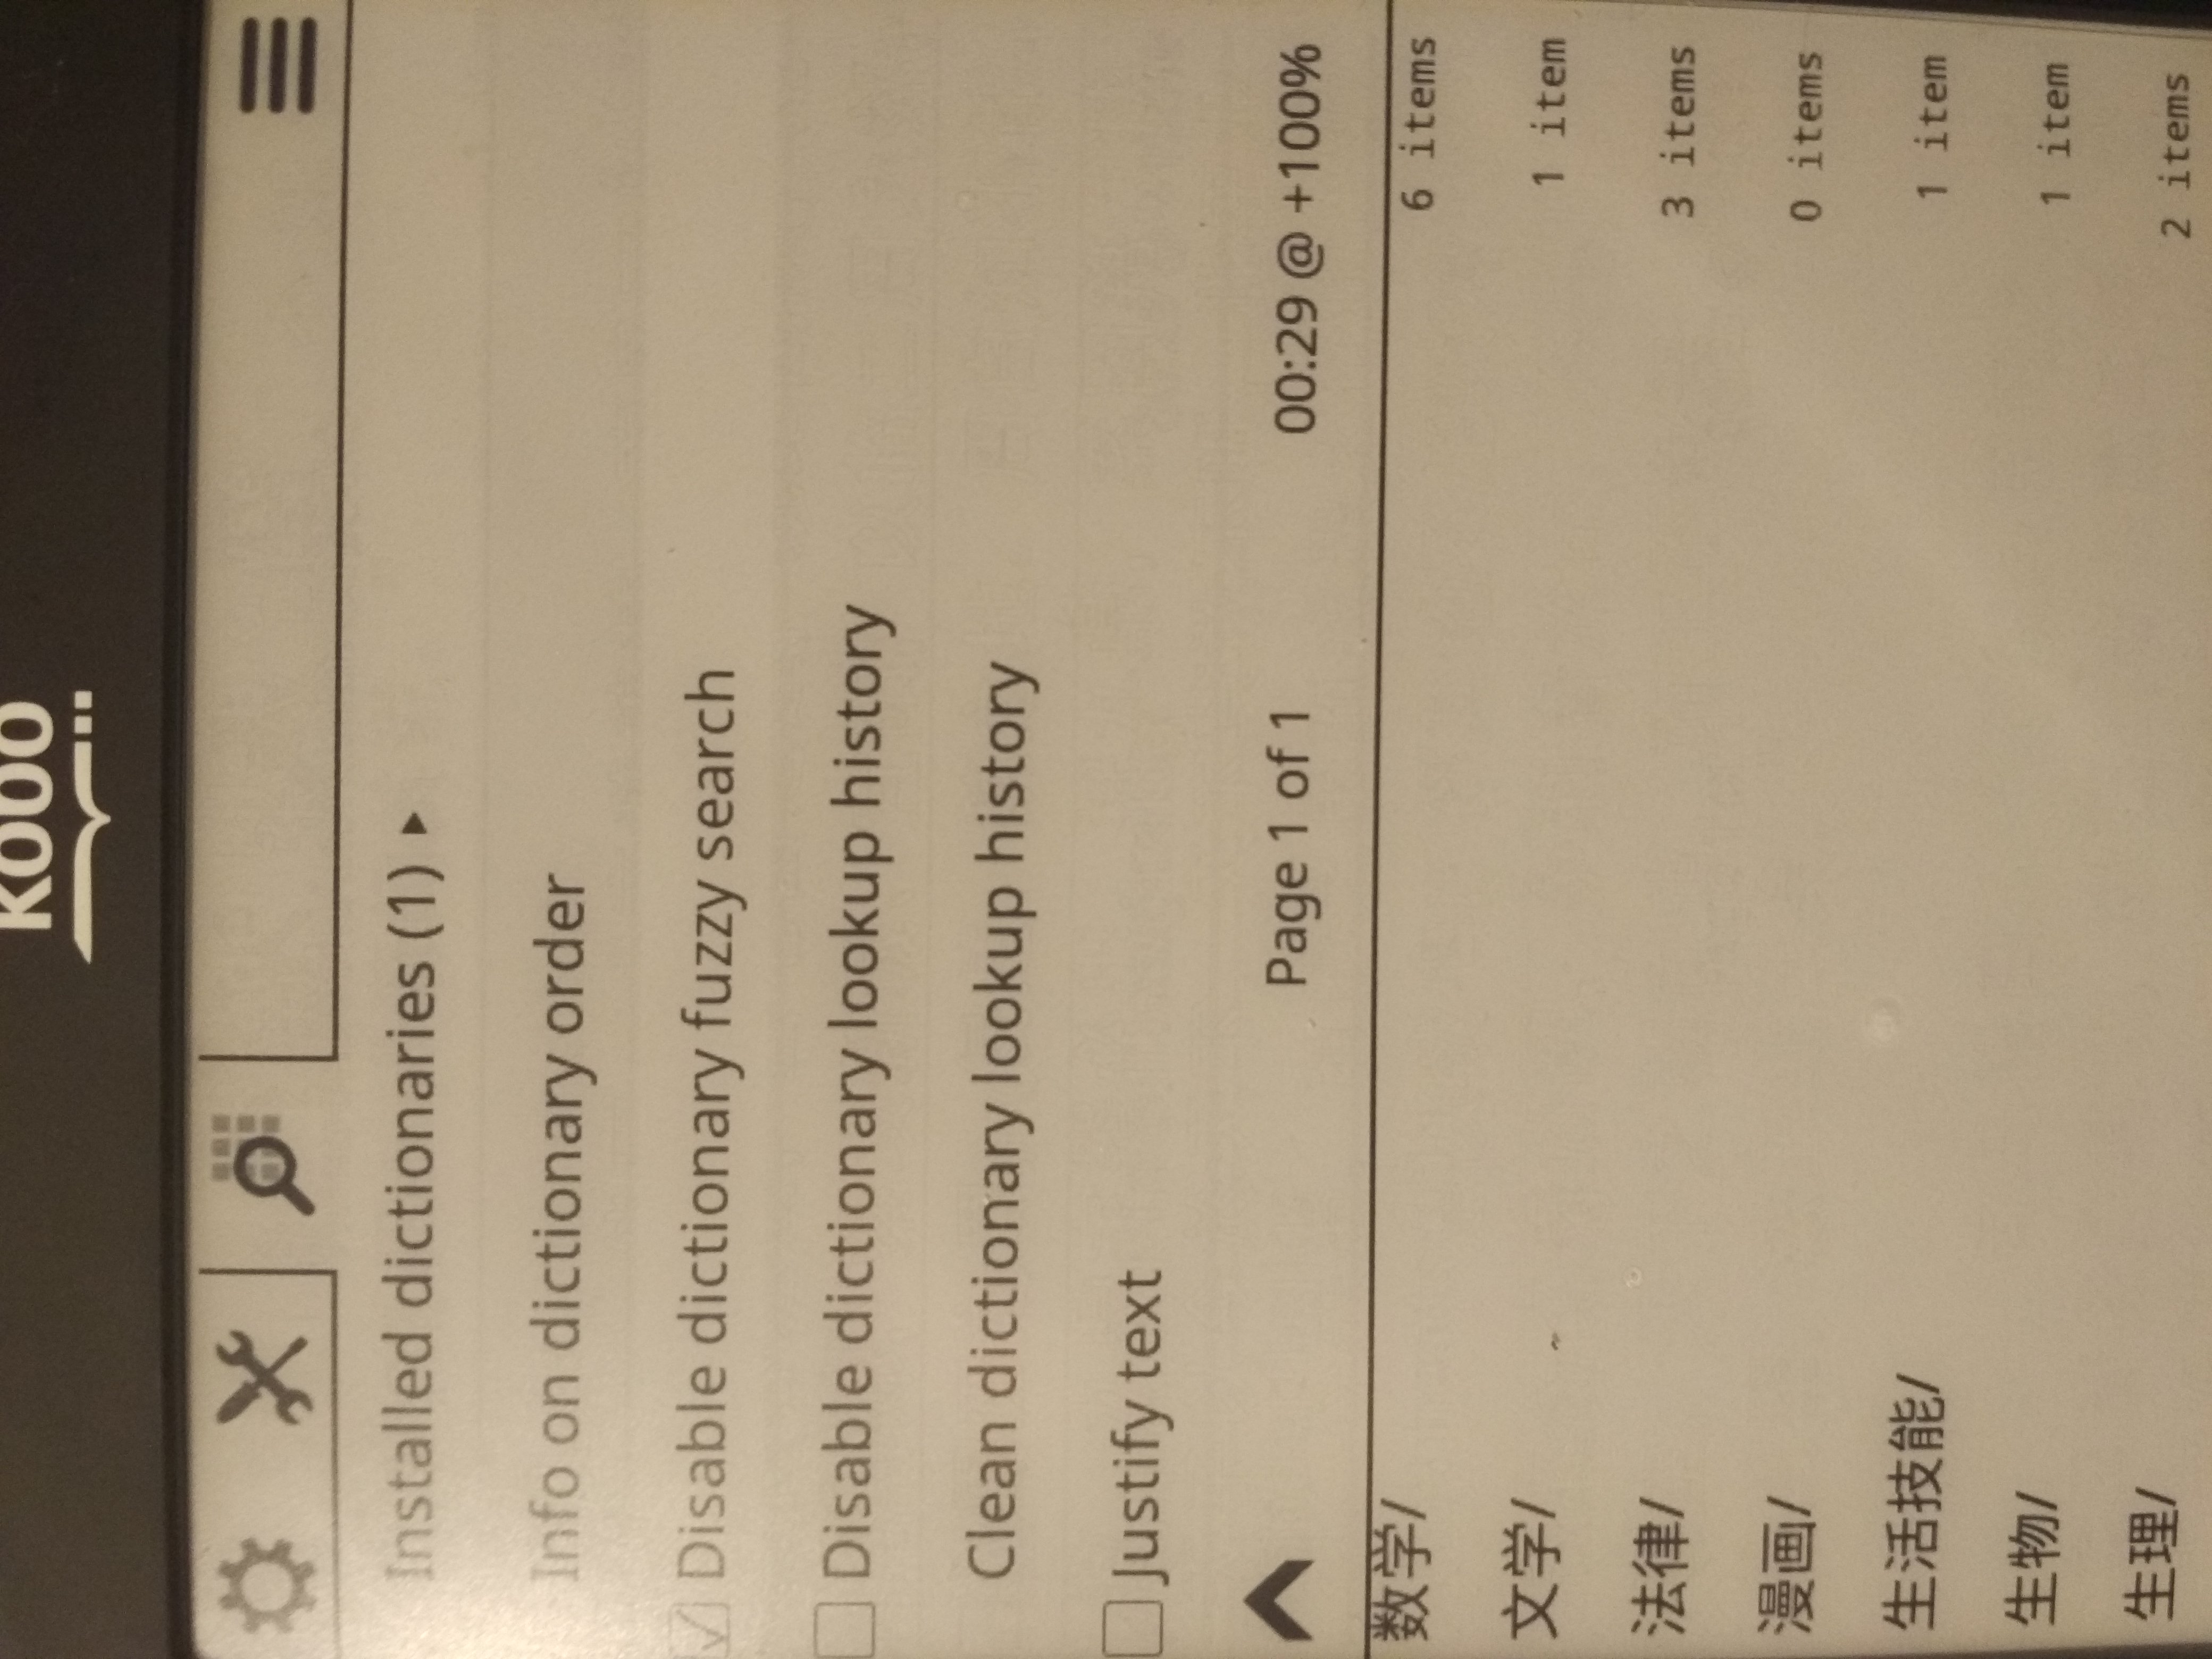 kobo
Installed dictionaries (1) ▸
Info on dictionary order
Disable dictionary fuzzy search
Disable dictionary lookup history
Clean dictionary lookup history
Justify text
Page 1 of 1 00:29 @ +100%
数学/ 6 items
文学/ 1 item
法律/ 3 items
漫画/ 0 items
生活技能/ 1 item
生物/ 1 item
生理/ 2 items